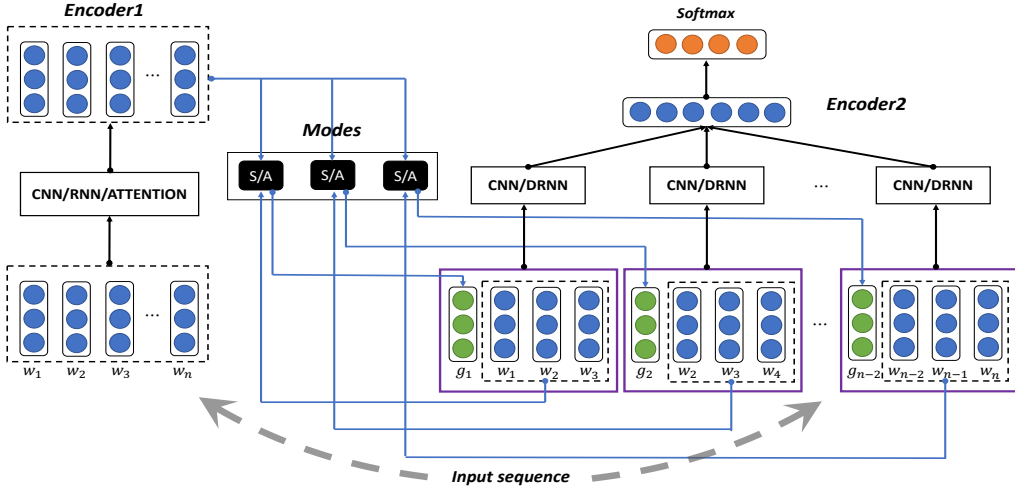 Encoder1
...
CNN/RNN/ATTENTION
...
w₁ w₂ w₃ wₙ
Modes
S/A S/A S/A
Softmax
Encoder2
CNN/DRNN CNN/DRNN ... CNN/DRNN
...
g₁ w₁ w₂ w₃
g₂ w₂ w₃ w₄
...
gₙ₋₂ wₙ₋₂ wₙ₋₁ wₙ
Input sequence